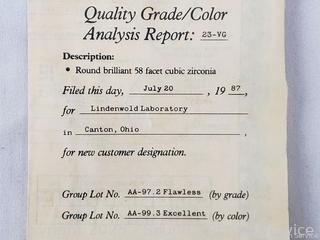 Quality Grade/Color
Analysis Report: 23-VG
Description:
• Round brilliant 58 facet cubic zirconia
Filed this day, July 20, 1987,
for Lindenwold Laboratory
in Canton, Ohio,
for new customer designation.
Group Lot No. AA-97.2 Flawless (by grade)
Group Lot No. AA-99.3 Excellent (by color)